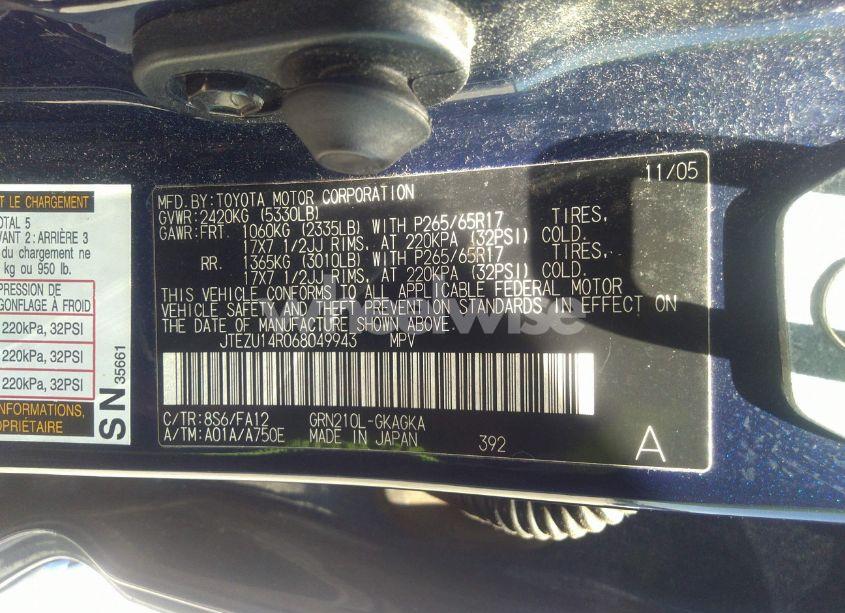 T LE CHARGEMENT
OTAL 5
VANT 2: ARRIÈRE 3
du chargement ne
kg ou 950 lb.
PRESSION DE
GONFLAGE À FROID
220kPa, 32PSI
220kPa, 32PSI
220kPa, 32PSI
INFORMATIONS,
OPRIÉTAIRE
SN 35661
MFD.BY:TOYOTA MOTOR CORPORATION 11/05
GVWR:2420KG (5330LB)
GAWR:FRT. 1060KG (2335LB) WITH P265/65R17 TIRES,
17X7 1/2JJ RIMS, AT 220KPA (32PSI) COLD.
RR. 1365KG (3010LB) WITH P265/65R17 TIRES,
17X7 1/2JJ RIMS, AT 220KPA (32PSI) COLD.
THIS VEHICLE CONFORMS TO ALL APPLICABLE FEDERAL MOTOR
VEHICLE SAFETY AND THEFT PREVENTION STANDARDS IN EFFECT ON
THE DATE OF MANUFACTURE SHOWN ABOVE.
JTEZU14R068049943 MPV
C/TR:8S6/FA12 GRN210L-GKAGKA
A/TM:A01A/A750E MADE IN JAPAN 392 A
wheelwise